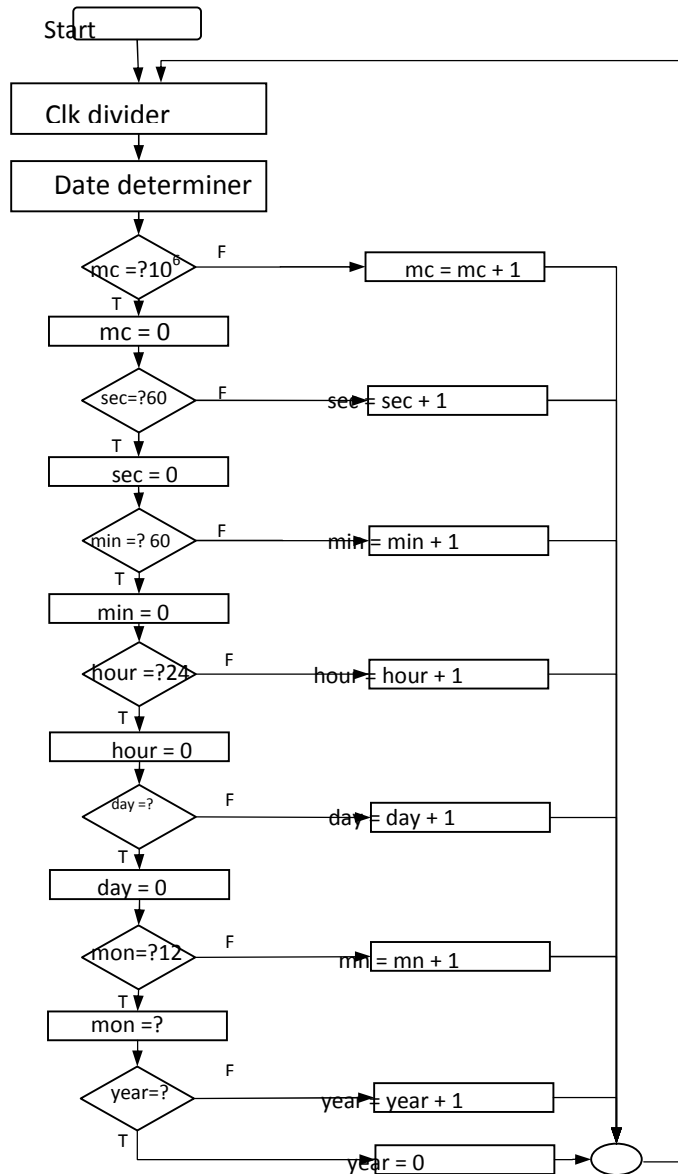 Start
Clk divider
Date determiner
mc =?10⁶
F
mc = mc + 1
T
mc = 0
sec=?60
F
sec = sec + 1
T
sec = 0
min =? 60
F
min = min + 1
T
min = 0
hour =?24
F
hour = hour + 1
T
hour = 0
day =?
F
day = day + 1
T
day = 0
mon=?12
F
mn = mn + 1
T
mon =?
year=?
F
year = year + 1
T
year = 0